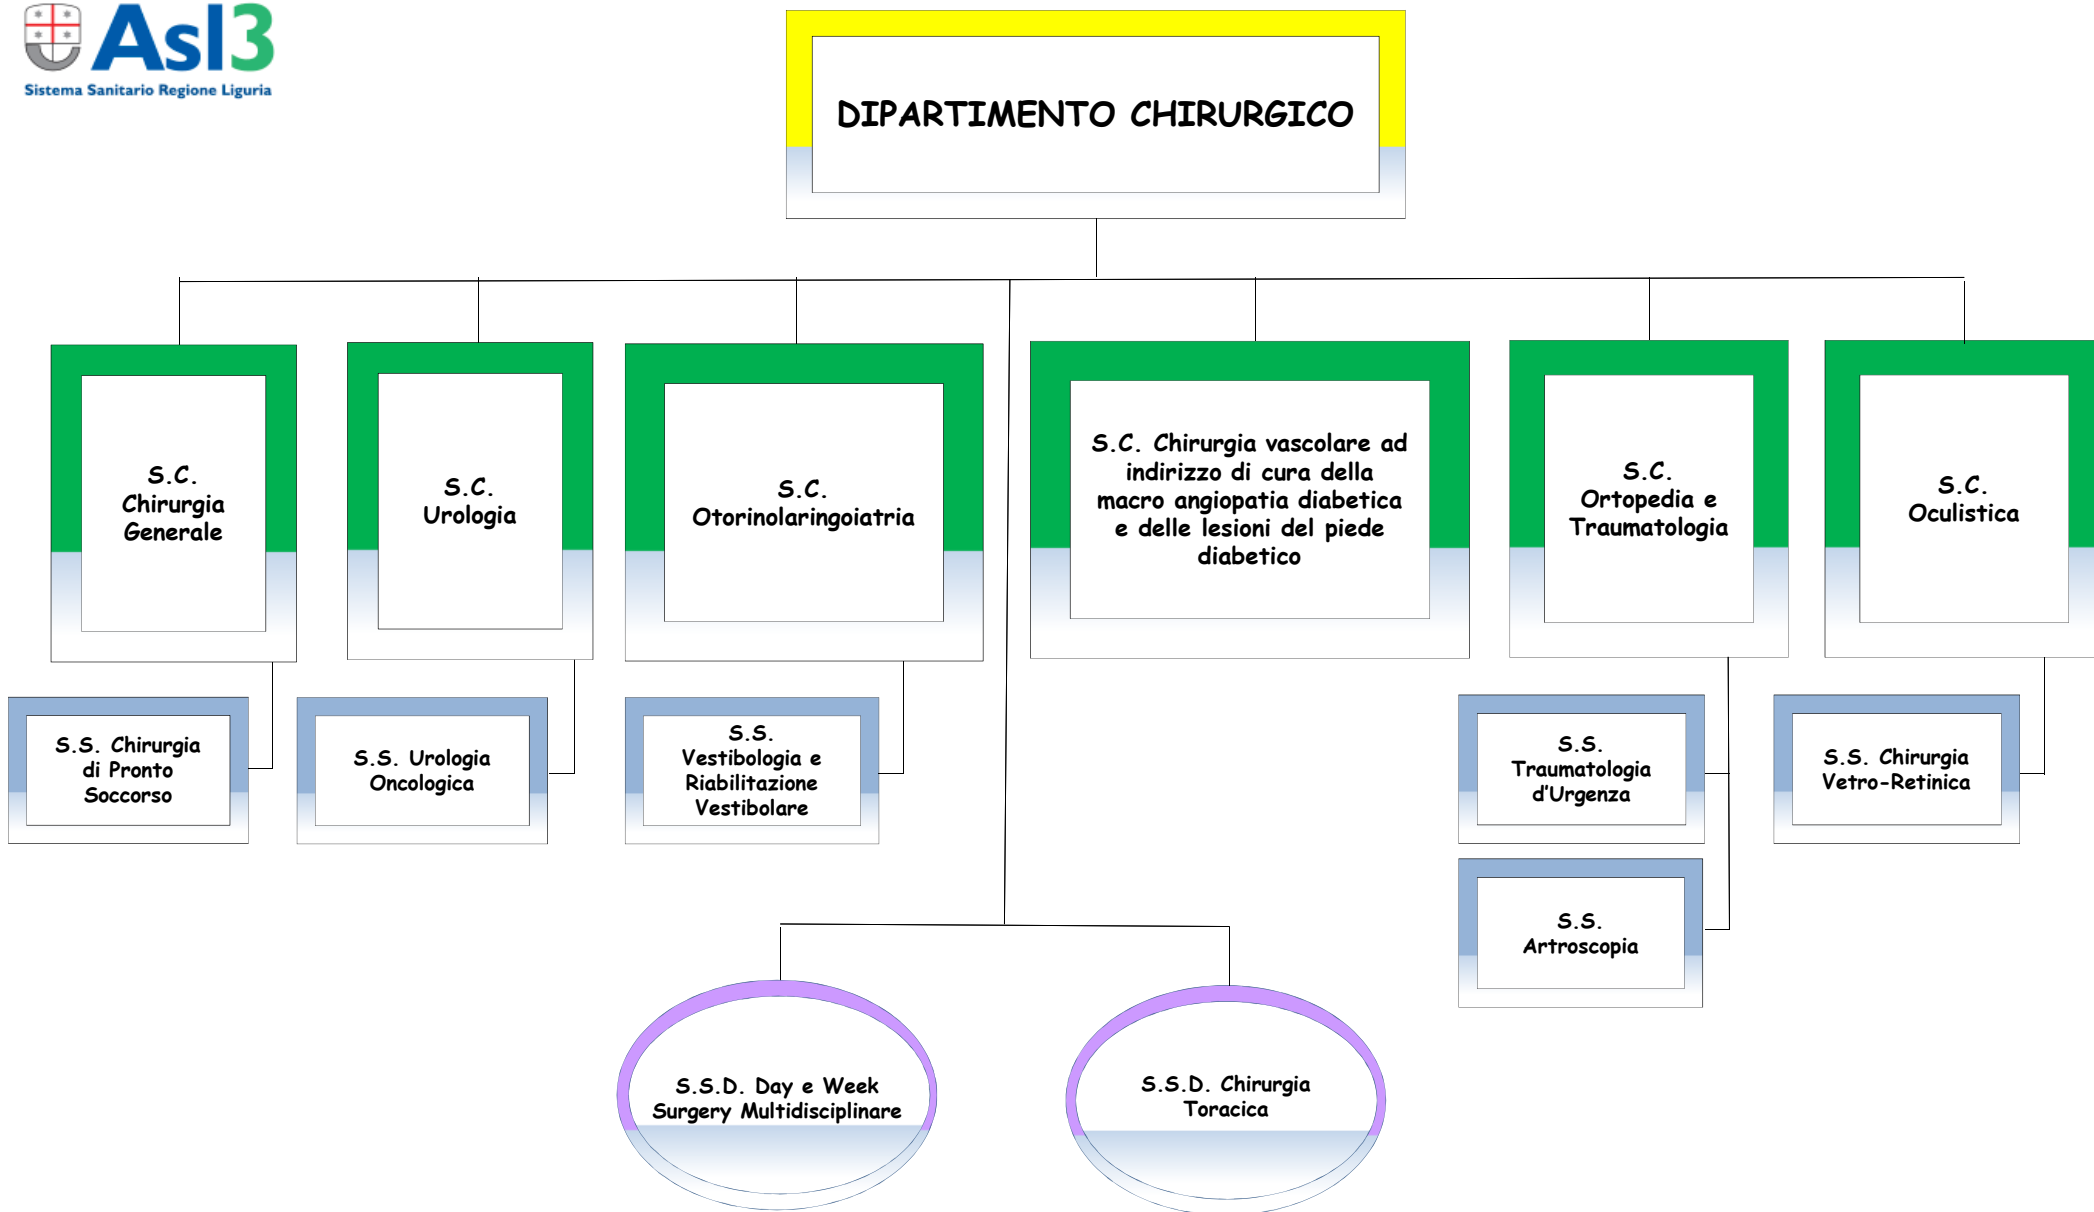 Asl3
Sistema Sanitario Regione Liguria
DIPARTIMENTO CHIRURGICO
S.C.
Chirurgia
Generale
S.C.
Urologia
S.C.
Otorinolaringoiatria
S.C. Chirurgia vascolare ad
indirizzo di cura della
macro angiopatia diabetica
e delle lesioni del piede
diabetico
S.C.
Ortopedia e
Traumatologia
S.C.
Oculistica
S.S. Chirurgia
di Pronto
Soccorso
S.S. Urologia
Oncologica
S.S.
Vestibologia e
Riabilitazione
Vestibolare
S.S.
Traumatologia
d'Urgenza
S.S. Chirurgia
Vetro-Retinica
S.S.
Artroscopia
S.S.D. Day e Week
Surgery Multidisciplinare
S.S.D. Chirurgia
Toracica